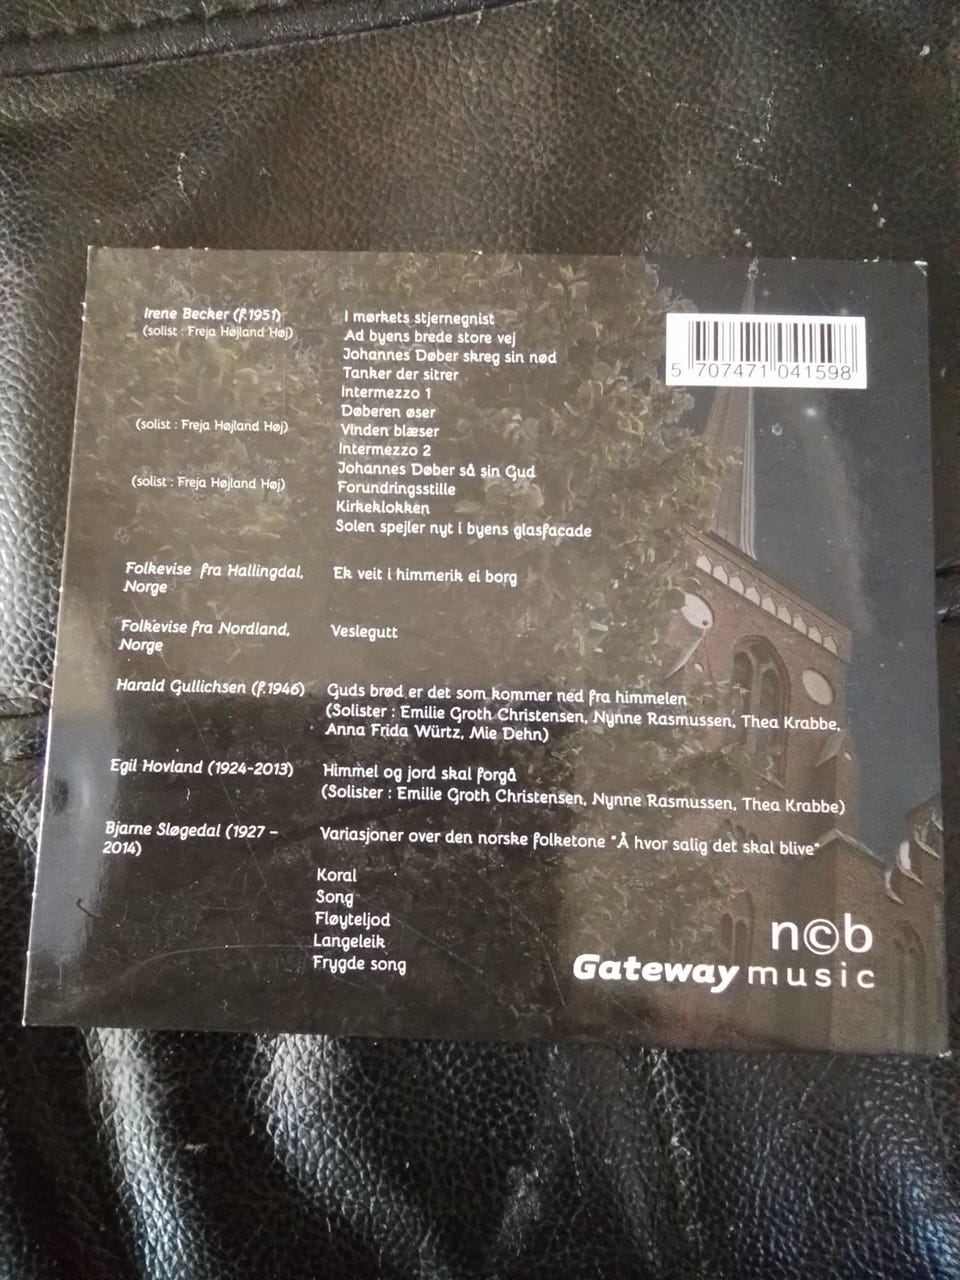 Irene Becker (f.1951) I mørkets stjernegnist
(solist : Freja Højland Høj) Ad byens brede store vej
Johannes Døber skreg sin nød
Tanker der sitrer
Intermezzo 1
Døberen øser
(solist : Freja Højland Høj) Vinden blæser
Intermezzo 2
Johannes Døber så sin Gud
(solist : Freja Højland Høj) Forundringsstille
Kirkeklokken
Solen spejler nyt i byens glasfacade
Folkevise fra Hallingdal, Ek veit i himmerik ei borg
Norge
Folkevise fra Nordland, Veslegutt
Norge
Harald Gullichsen (f.1946) Guds brød er det som kommer ned fra himmelen
(Solister : Emilie Groth Christensen, Nynne Rasmussen, Thea Krabbe,
Anna Frida Würtz, Mie Dehn)
Egil Hovland (1924-2013) Himmel og jord skal forgå
(Solister : Emilie Groth Christensen, Nynne Rasmussen, Thea Krabbe)
Bjarne Sløgedal (1927 – Variasjoner over den norske folketone "Å hvor salig det skal blive"
2014)
Koral
Song
Fløyteljod
Langeleik
Frygde song
5 707471 041598
n©b
Gateway music